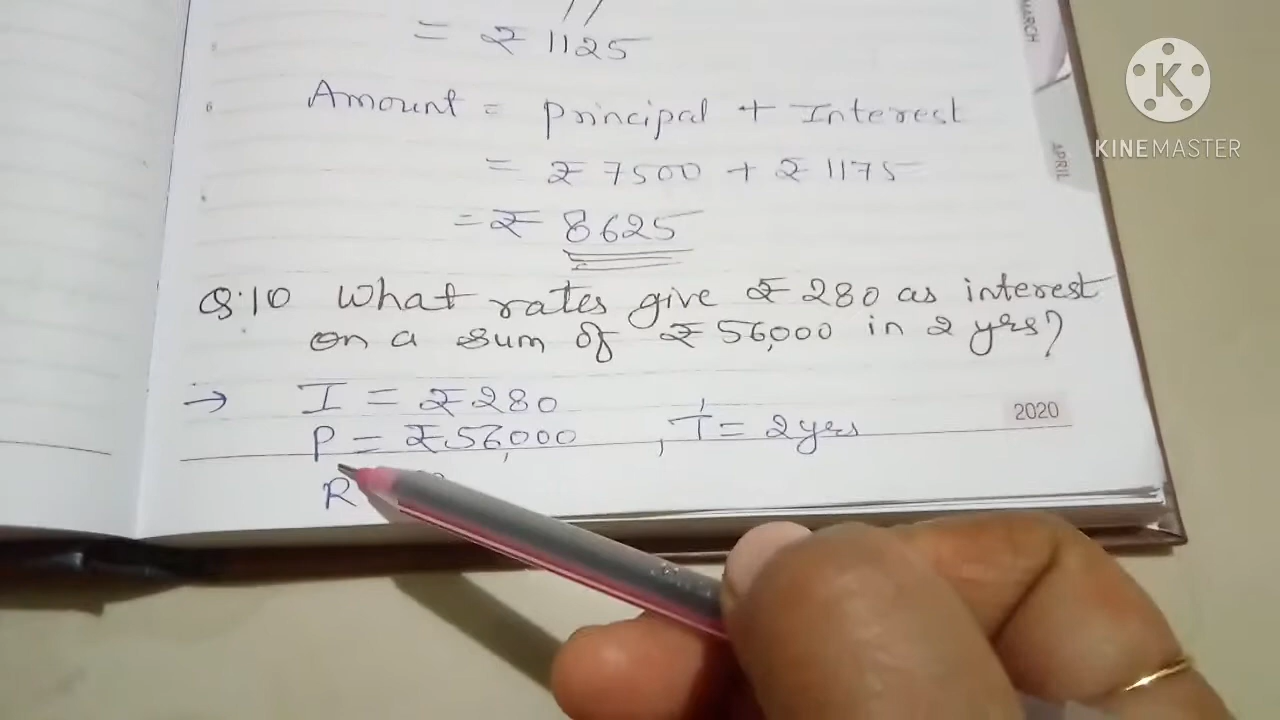 = ₹ 1125
Amount = Principal + Interest
= ₹ 7500 + ₹ 1175
= ₹ 8625
Q.10 What rates give ₹ 280 as interest
on a sum of ₹ 56,000 in 2 yrs?
→ I = ₹ 280
P = ₹ 56,000 , T = 2 yrs
R
MARCH
APRIL
2020
6
K
KINEMASTER